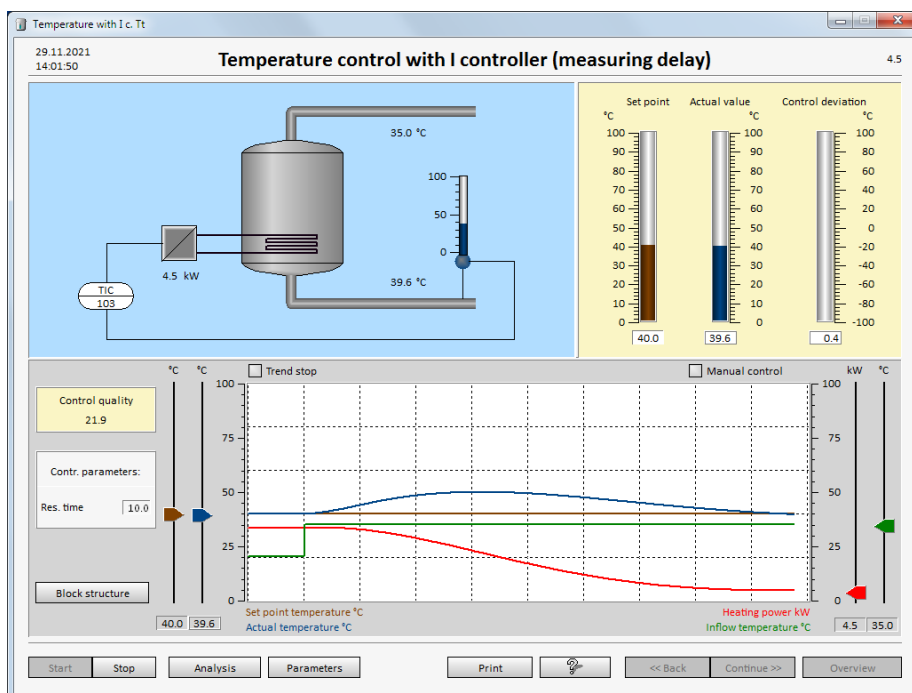 Temperature with I c. Tt
29.11.2021
14:01:50
Temperature control with I controller (measuring delay)
4.5
35.0 °C
100
50
0
4.5 kW
TIC
103
39.6 °C
Set point Actual value Control deviation
°C °C °C
100 100 100
90 90 80
80 80 60
70 70 40
60 60 20
50 50 0
40 40 -20
30 30 -40
20 20 -60
10 10 -80
0 0 -100
40.0 39.6 0.4
°C °C Trend stop Manual control kW °C
Control quality
21.9
Contr. parameters:
Res. time 10.0
Block structure
100 100
75 75
50 50
25 25
0 0
40.0 39.6
Set point temperature °C Heating power kW
Actual temperature °C Inflow temperature °C
4.5 35.0
Start Stop Analysis Parameters Print ? << Back Continue >> Overview